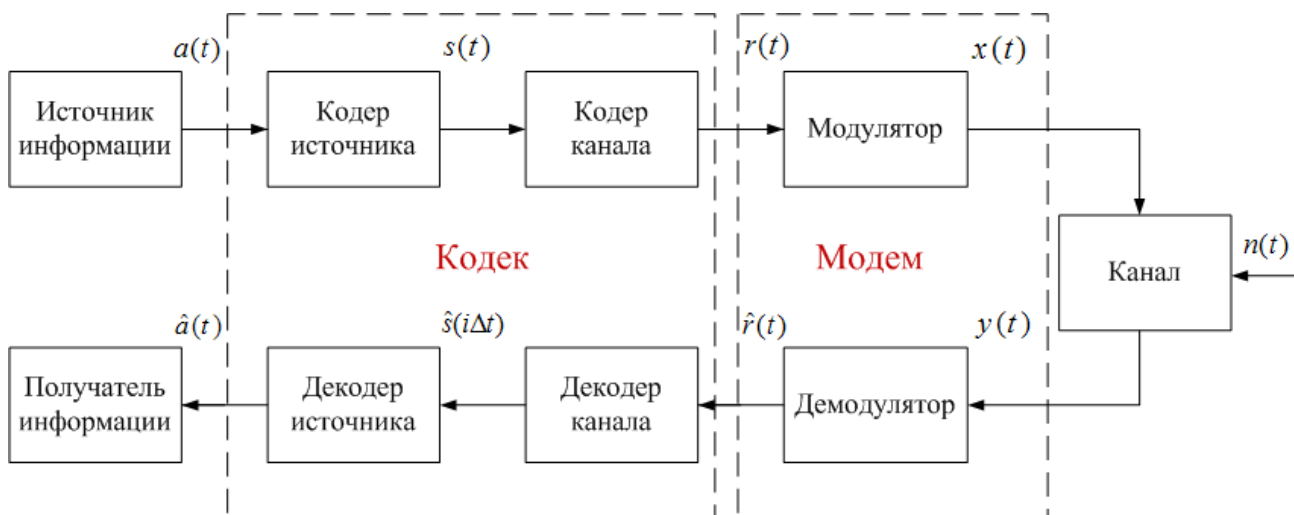 a(t)
s(t)
r(t)
x(t)
Источник
информации
Кодер
источника
Кодер
канала
Модулятор
Кодек
Модем
Канал
n(t)
â(t)
ŝ(iΔt)
r̂(t)
y(t)
Получатель
информации
Декодер
источника
Декодер
канала
Демодулятор